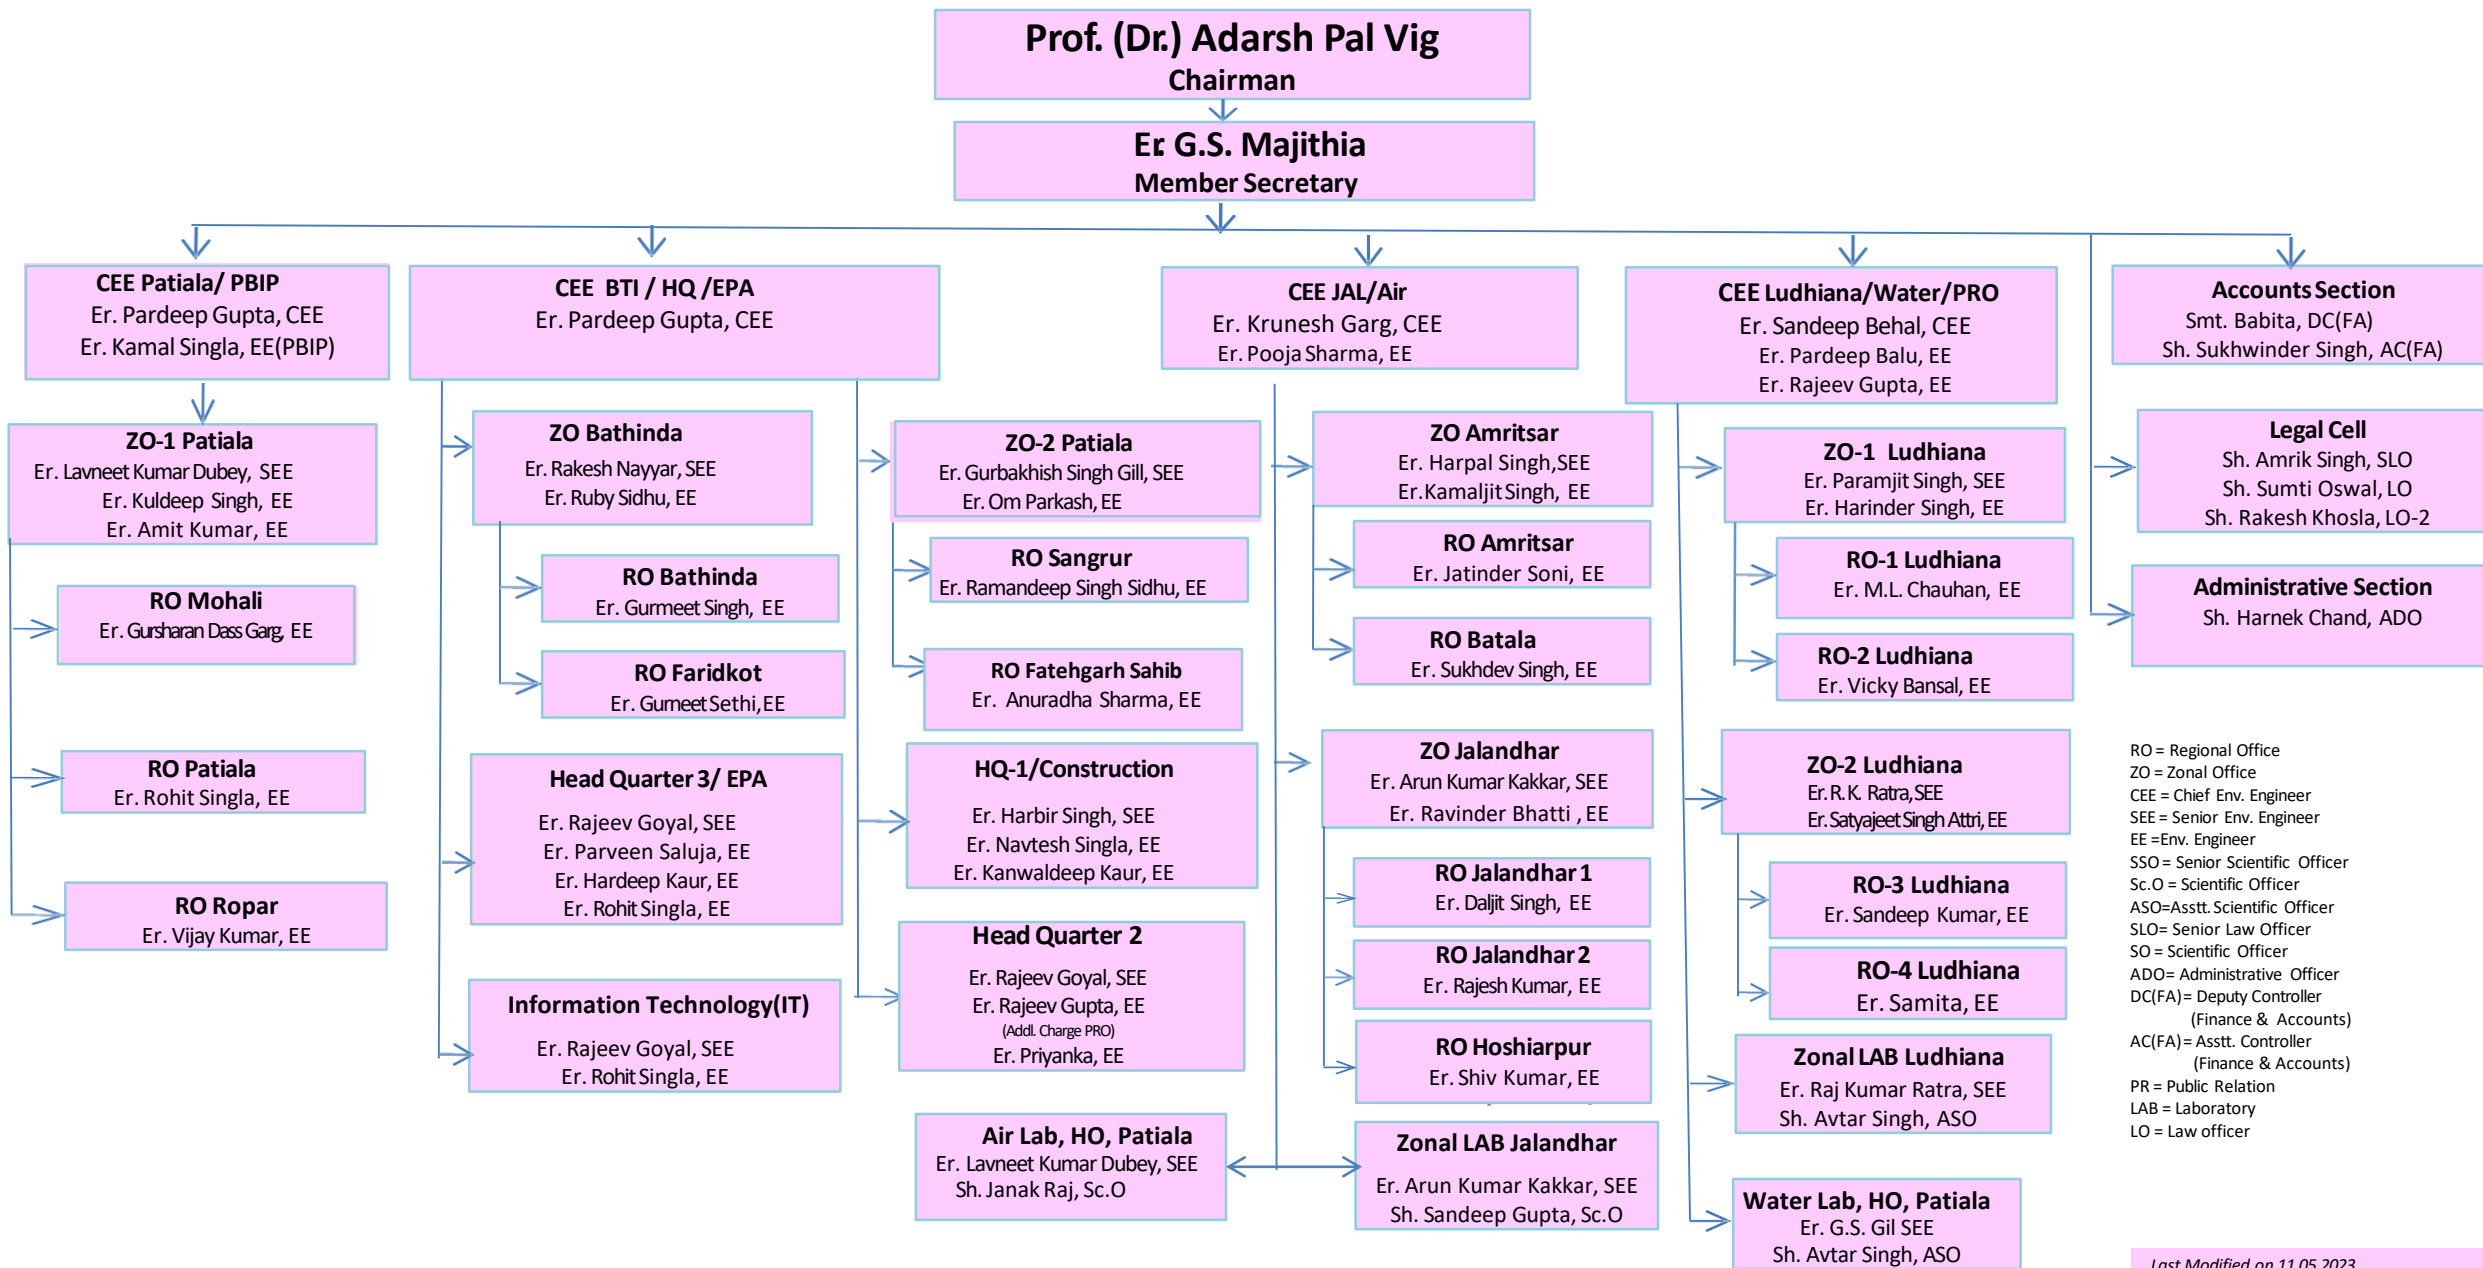 Prof. (Dr.) Adarsh Pal Vig
Chairman
Er. G.S. Majithia
Member Secretary
CEE Patiala/ PBIP
Er. Pardeep Gupta, CEE
Er. Kamal Singla, EE(PBIP)
ZO-1 Patiala
Er. Lavneet Kumar Dubey, SEE
Er. Kuldeep Singh, EE
Er. Amit Kumar, EE
RO Mohali
Er. Gursharan Dass Garg, EE
RO Patiala
Er. Rohit Singla, EE
RO Ropar
Er. Vijay Kumar, EE
CEE BTI / HQ /EPA
Er. Pardeep Gupta, CEE
ZO Bathinda
Er. Rakesh Nayyar, SEE
Er. Ruby Sidhu, EE
RO Bathinda
Er. Gurmeet Singh, EE
RO Faridkot
Er. Gurneet Sethi, EE
Head Quarter 3/ EPA
Er. Rajeev Goyal, SEE
Er. Parveen Saluja, EE
Er. Hardeep Kaur, EE
Er. Rohit Singla, EE
Information Technology(IT)
Er. Rajeev Goyal, SEE
Er. Rohit Singla, EE
ZO-2 Patiala
Er. Gurbakhish Singh Gill, SEE
Er. Om Parkash, EE
RO Sangrur
Er. Ramandeep Singh Sidhu, EE
RO Fatehgarh Sahib
Er. Anuradha Sharma, EE
HQ-1/Construction
Er. Harbir Singh, SEE
Er. Navtesh Singla, EE
Er. Kanwaldeep Kaur, EE
Head Quarter 2
Er. Rajeev Goyal, SEE
Er. Rajeev Gupta, EE
(Addl. Charge PRO)
Er. Priyanka, EE
CEE JAL/Air
Er. Krunesh Garg, CEE
Er. Pooja Sharma, EE
ZO Amritsar
Er. Harpal Singh,SEE
Er.Kamaljit Singh, EE
RO Amritsar
Er. Jatinder Soni, EE
RO Batala
Er. Sukhdev Singh, EE
ZO Jalandhar
Er. Arun Kumar Kakkar, SEE
Er. Ravinder Bhatti , EE
RO Jalandhar 1
Er. Daljit Singh, EE
RO Jalandhar 2
Er. Rajesh Kumar, EE
RO Hoshiarpur
Er. Shiv Kumar, EE
Air Lab, HO, Patiala
Er. Lavneet Kumar Dubey, SEE
Sh. Janak Raj, Sc.O
Zonal LAB Jalandhar
Er. Arun Kumar Kakkar, SEE
Sh. Sandeep Gupta, Sc.O
CEE Ludhiana/Water/PRO
Er. Sandeep Behal, CEE
Er. Pardeep Balu, EE
Er. Rajeev Gupta, EE
ZO-1 Ludhiana
Er. Paramjit Singh, SEE
Er. Harinder Singh, EE
RO-1 Ludhiana
Er. M.L. Chauhan, EE
RO-2 Ludhiana
Er. Vicky Bansal, EE
ZO-2 Ludhiana
Er. R. K. Ratra, SEE
Er. Satyajeet Singh Attri, EE
RO-3 Ludhiana
Er. Sandeep Kumar, EE
RO-4 Ludhiana
Er. Samita, EE
Zonal LAB Ludhiana
Er. Raj Kumar Ratra, SEE
Sh. Avtar Singh, ASO
Water Lab, HO, Patiala
Er. G.S. Gil SEE
Sh. Avtar Singh, ASO
Accounts Section
Smt. Babita, DC(FA)
Sh. Sukhwinder Singh, AC(FA)
Legal Cell
Sh. Amrik Singh, SLO
Sh. Sumti Oswal, LO
Sh. Rakesh Khosla, LO-2
Administrative Section
Sh. Harnek Chand, ADO
RO = Regional Office
ZO = Zonal Office
CEE = Chief Env. Engineer
SEE = Senior Env. Engineer
EE =Env. Engineer
SSO = Senior Scientific Officer
Sc.O = Scientific Officer
ASO=Asstt. Scientific Officer
SLO= Senior Law Officer
SO = Scientific Officer
ADO= Administrative Officer
DC(FA)= Deputy Controller
(Finance & Accounts)
AC(FA)= Asstt. Controller
(Finance & Accounts)
PR = Public Relation
LAB = Laboratory
LO = Law officer
Last Modified on 11.05.2023